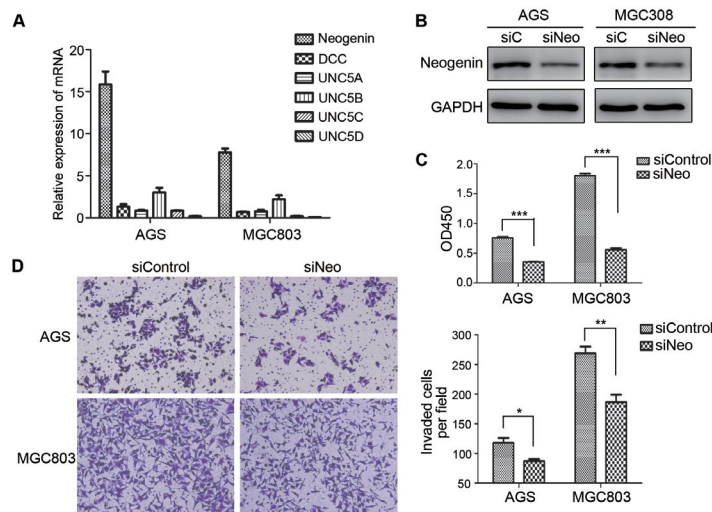 A
Relative expression of mRNA
20
15
10
5
0
AGS
MGC803
Neogenin
DCC
UNC5A
UNC5B
UNC5C
UNC5D
B
AGS
MGC308
siC
siNeo
siC
siNeo
Neogenin
GAPDH
C
OD450
2.0
1.5
1.0
0.5
0.0
***
***
siControl
siNeo
AGS
MGC803
D
siControl
siNeo
AGS
MGC803
Invaded cells
per field
300
250
200
150
100
50
*
**
siControl
siNeo
AGS
MGC803